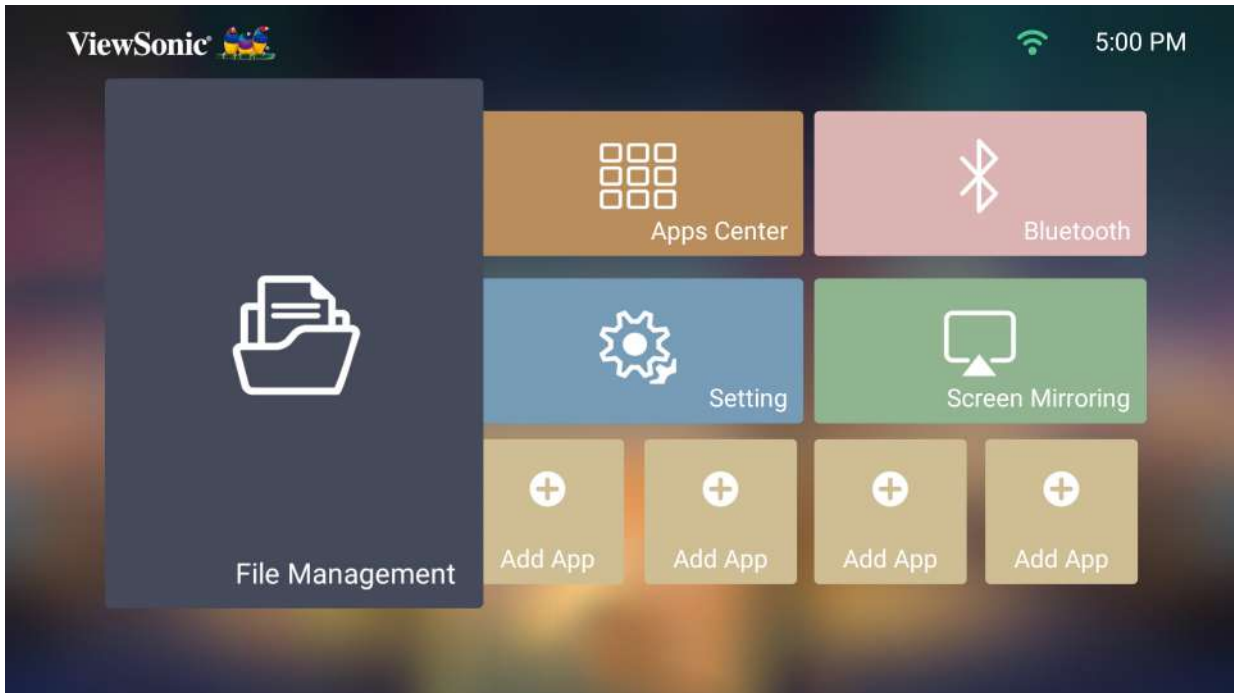 ViewSonic®
5:00 PM
File Management
Apps Center
Bluetooth
Setting
Screen Mirroring
Add App
Add App
Add App
Add App